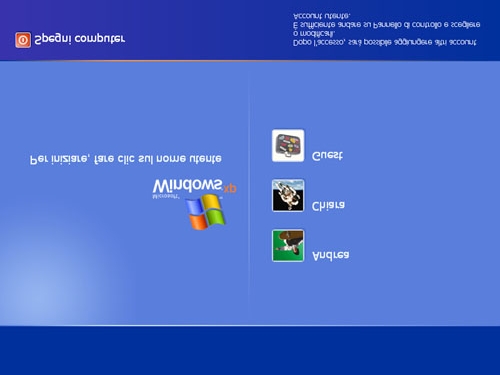 Microsoft®
Windows xp
Per iniziare, fare clic sul nome utente
Andrea
Chiara
Guest
Spegni computer
Dopo l'accesso, sarà possibile aggiungere altri account
o modificarli.
È sufficiente andare su Pannello di controllo e scegliere
Account utente.